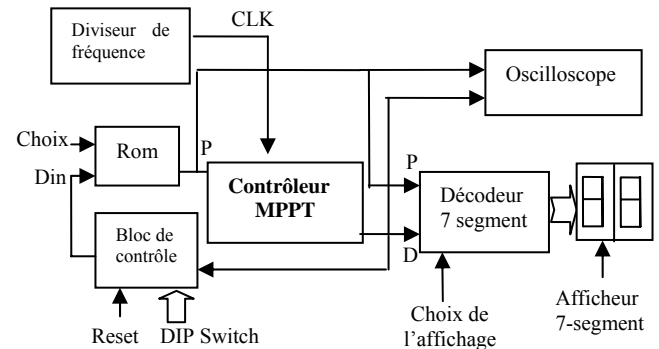 Diviseur de
fréquence
CLK
Oscilloscope
Choix
Din
Rom
P
Contrôleur
MPPT
P
D
Décodeur
7 segment
Bloc de
contrôle
Reset
DIP Switch
Choix de
l’affichage
Afficheur
7-segment